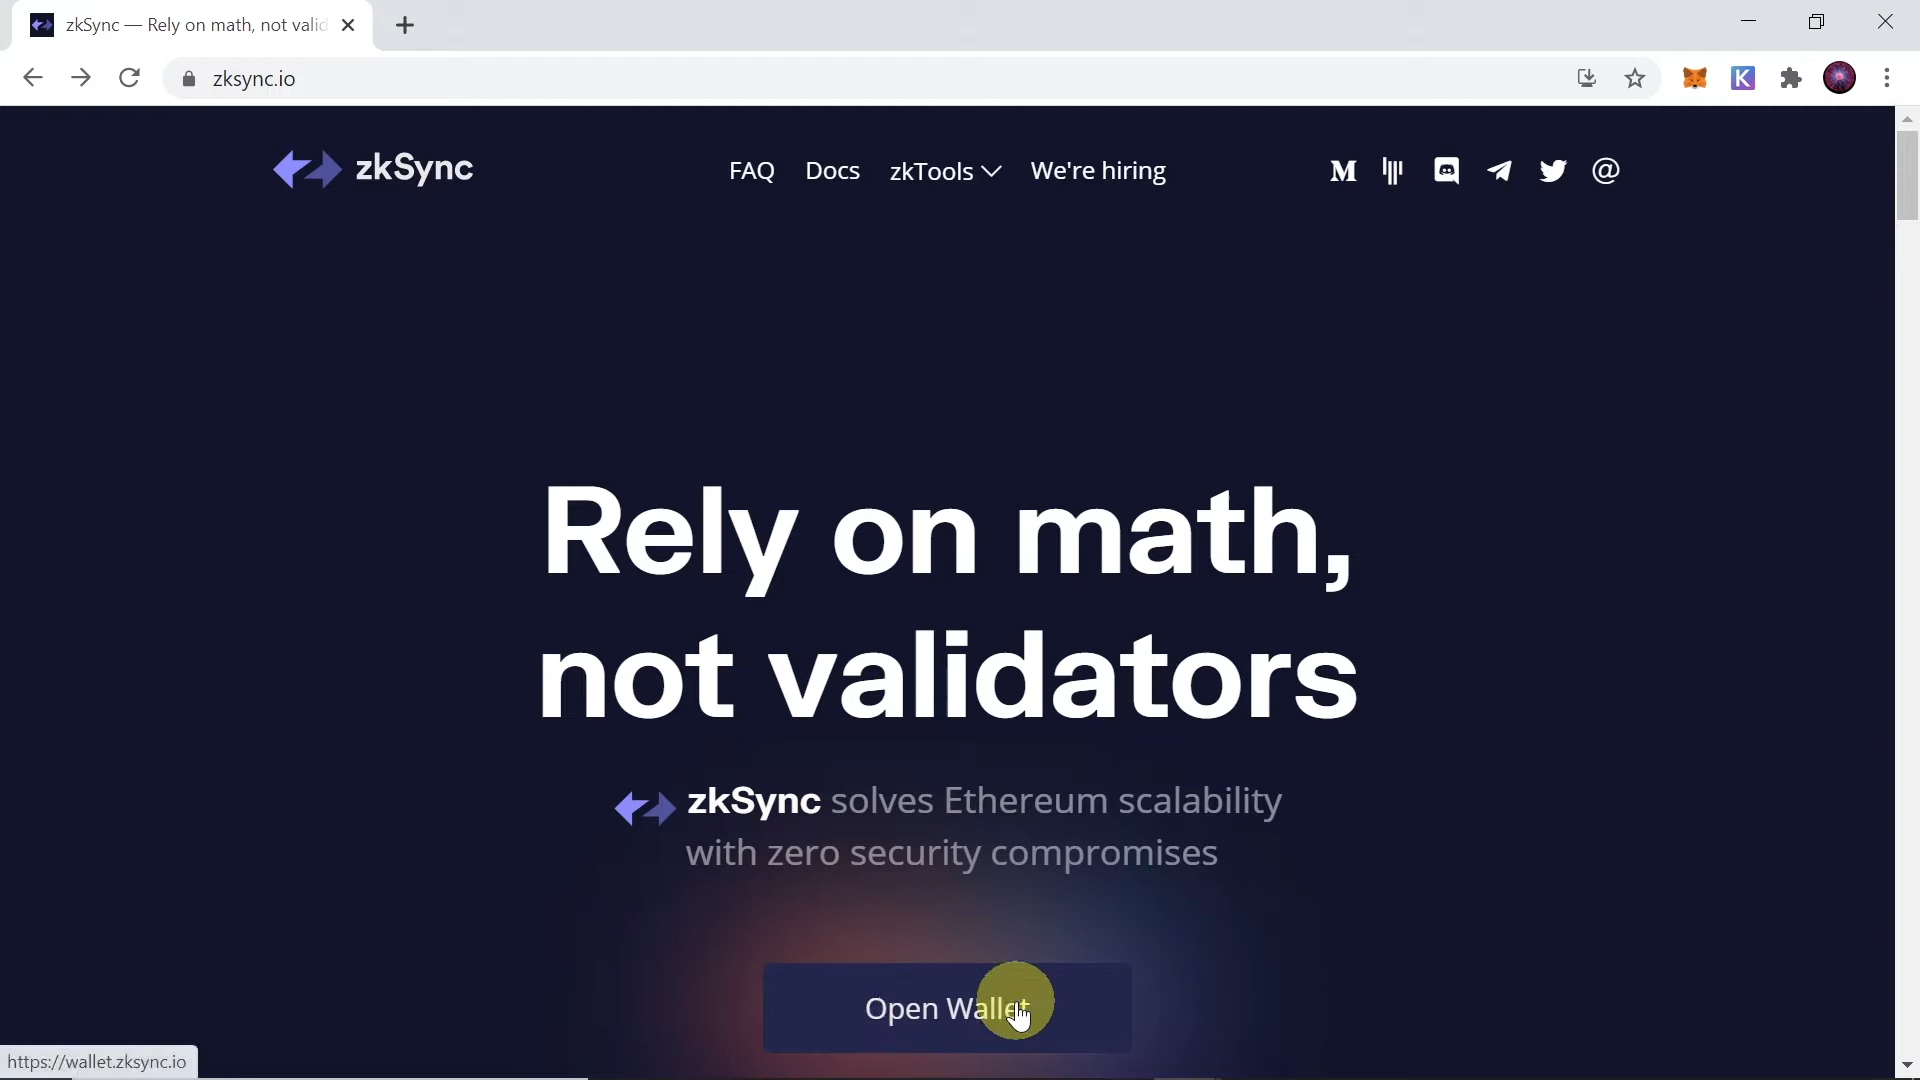 zkSync — Rely on math, not valid
zksync.io
zkSync
FAQ Docs zkTools We're hiring
Rely on math,
not validators
zkSync solves Ethereum scalability
with zero security compromises
Open Wallet
https://wallet.zksync.io